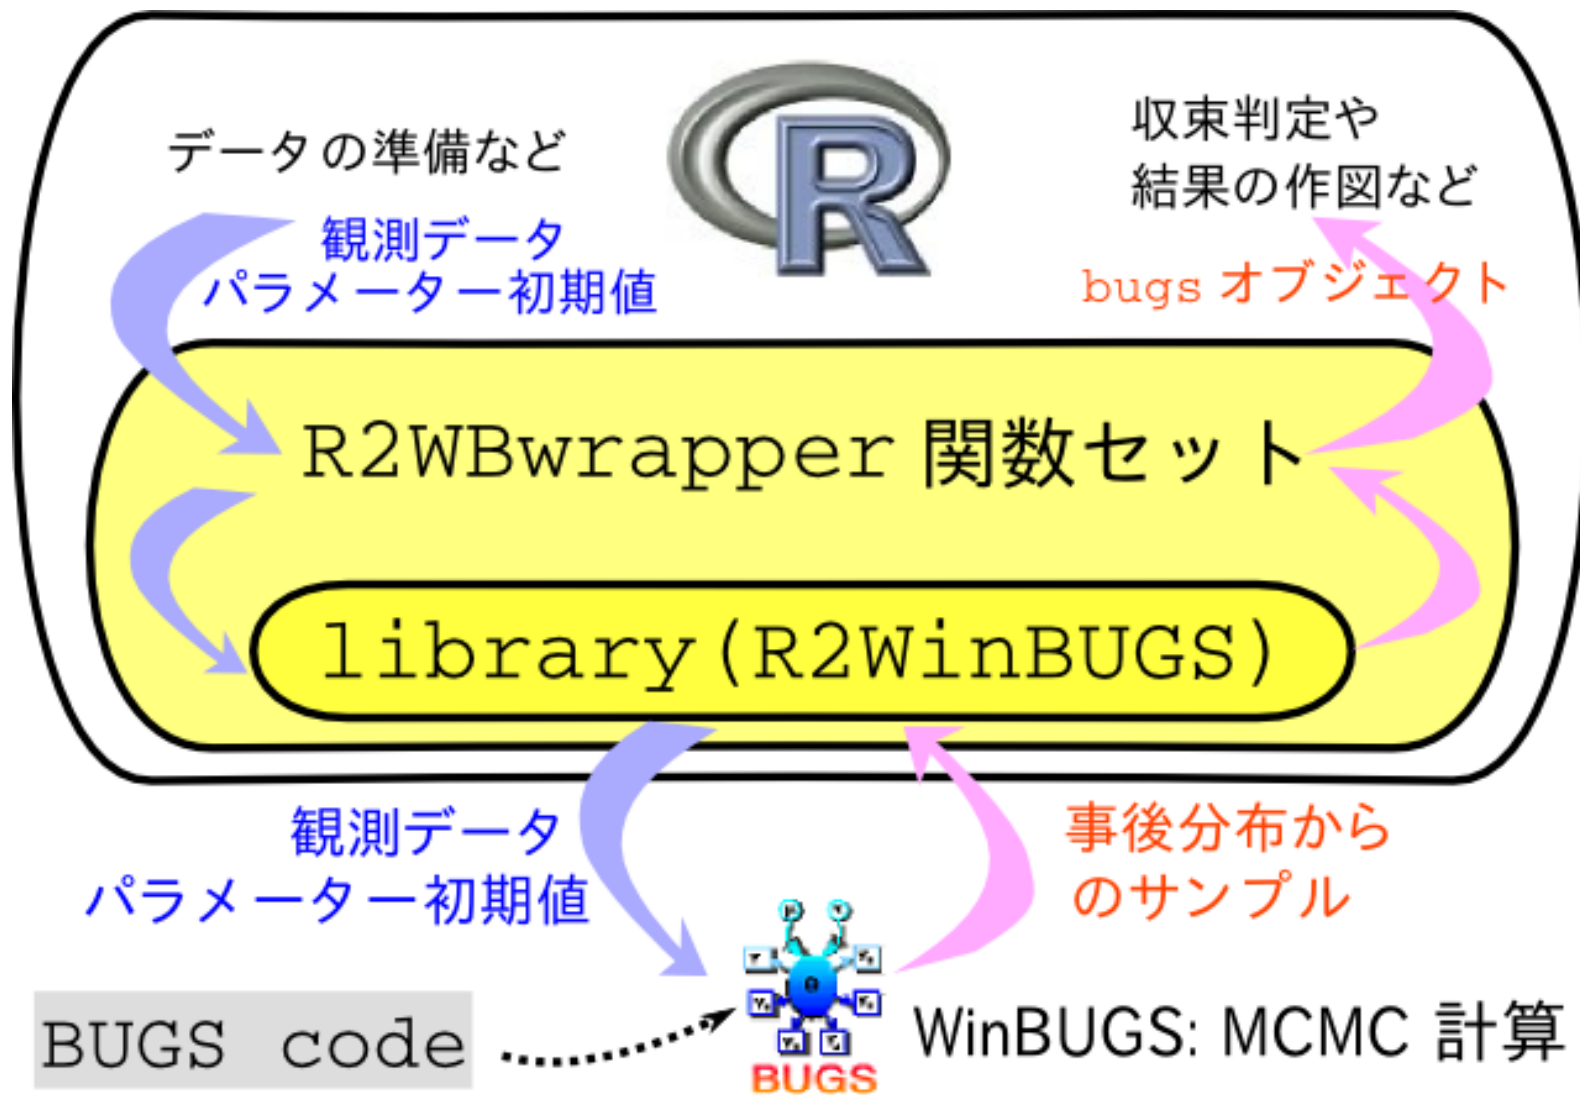 データの準備など
収束判定や
結果の作図など
R
観測データ
パラメーター初期値
bugs オブジェクト
R2WBwrapper 関数セット
library(R2WinBUGS)
観測データ
パラメーター初期値
事後分布から
のサンプル
BUGS code
BUGS
WinBUGS: MCMC 計算